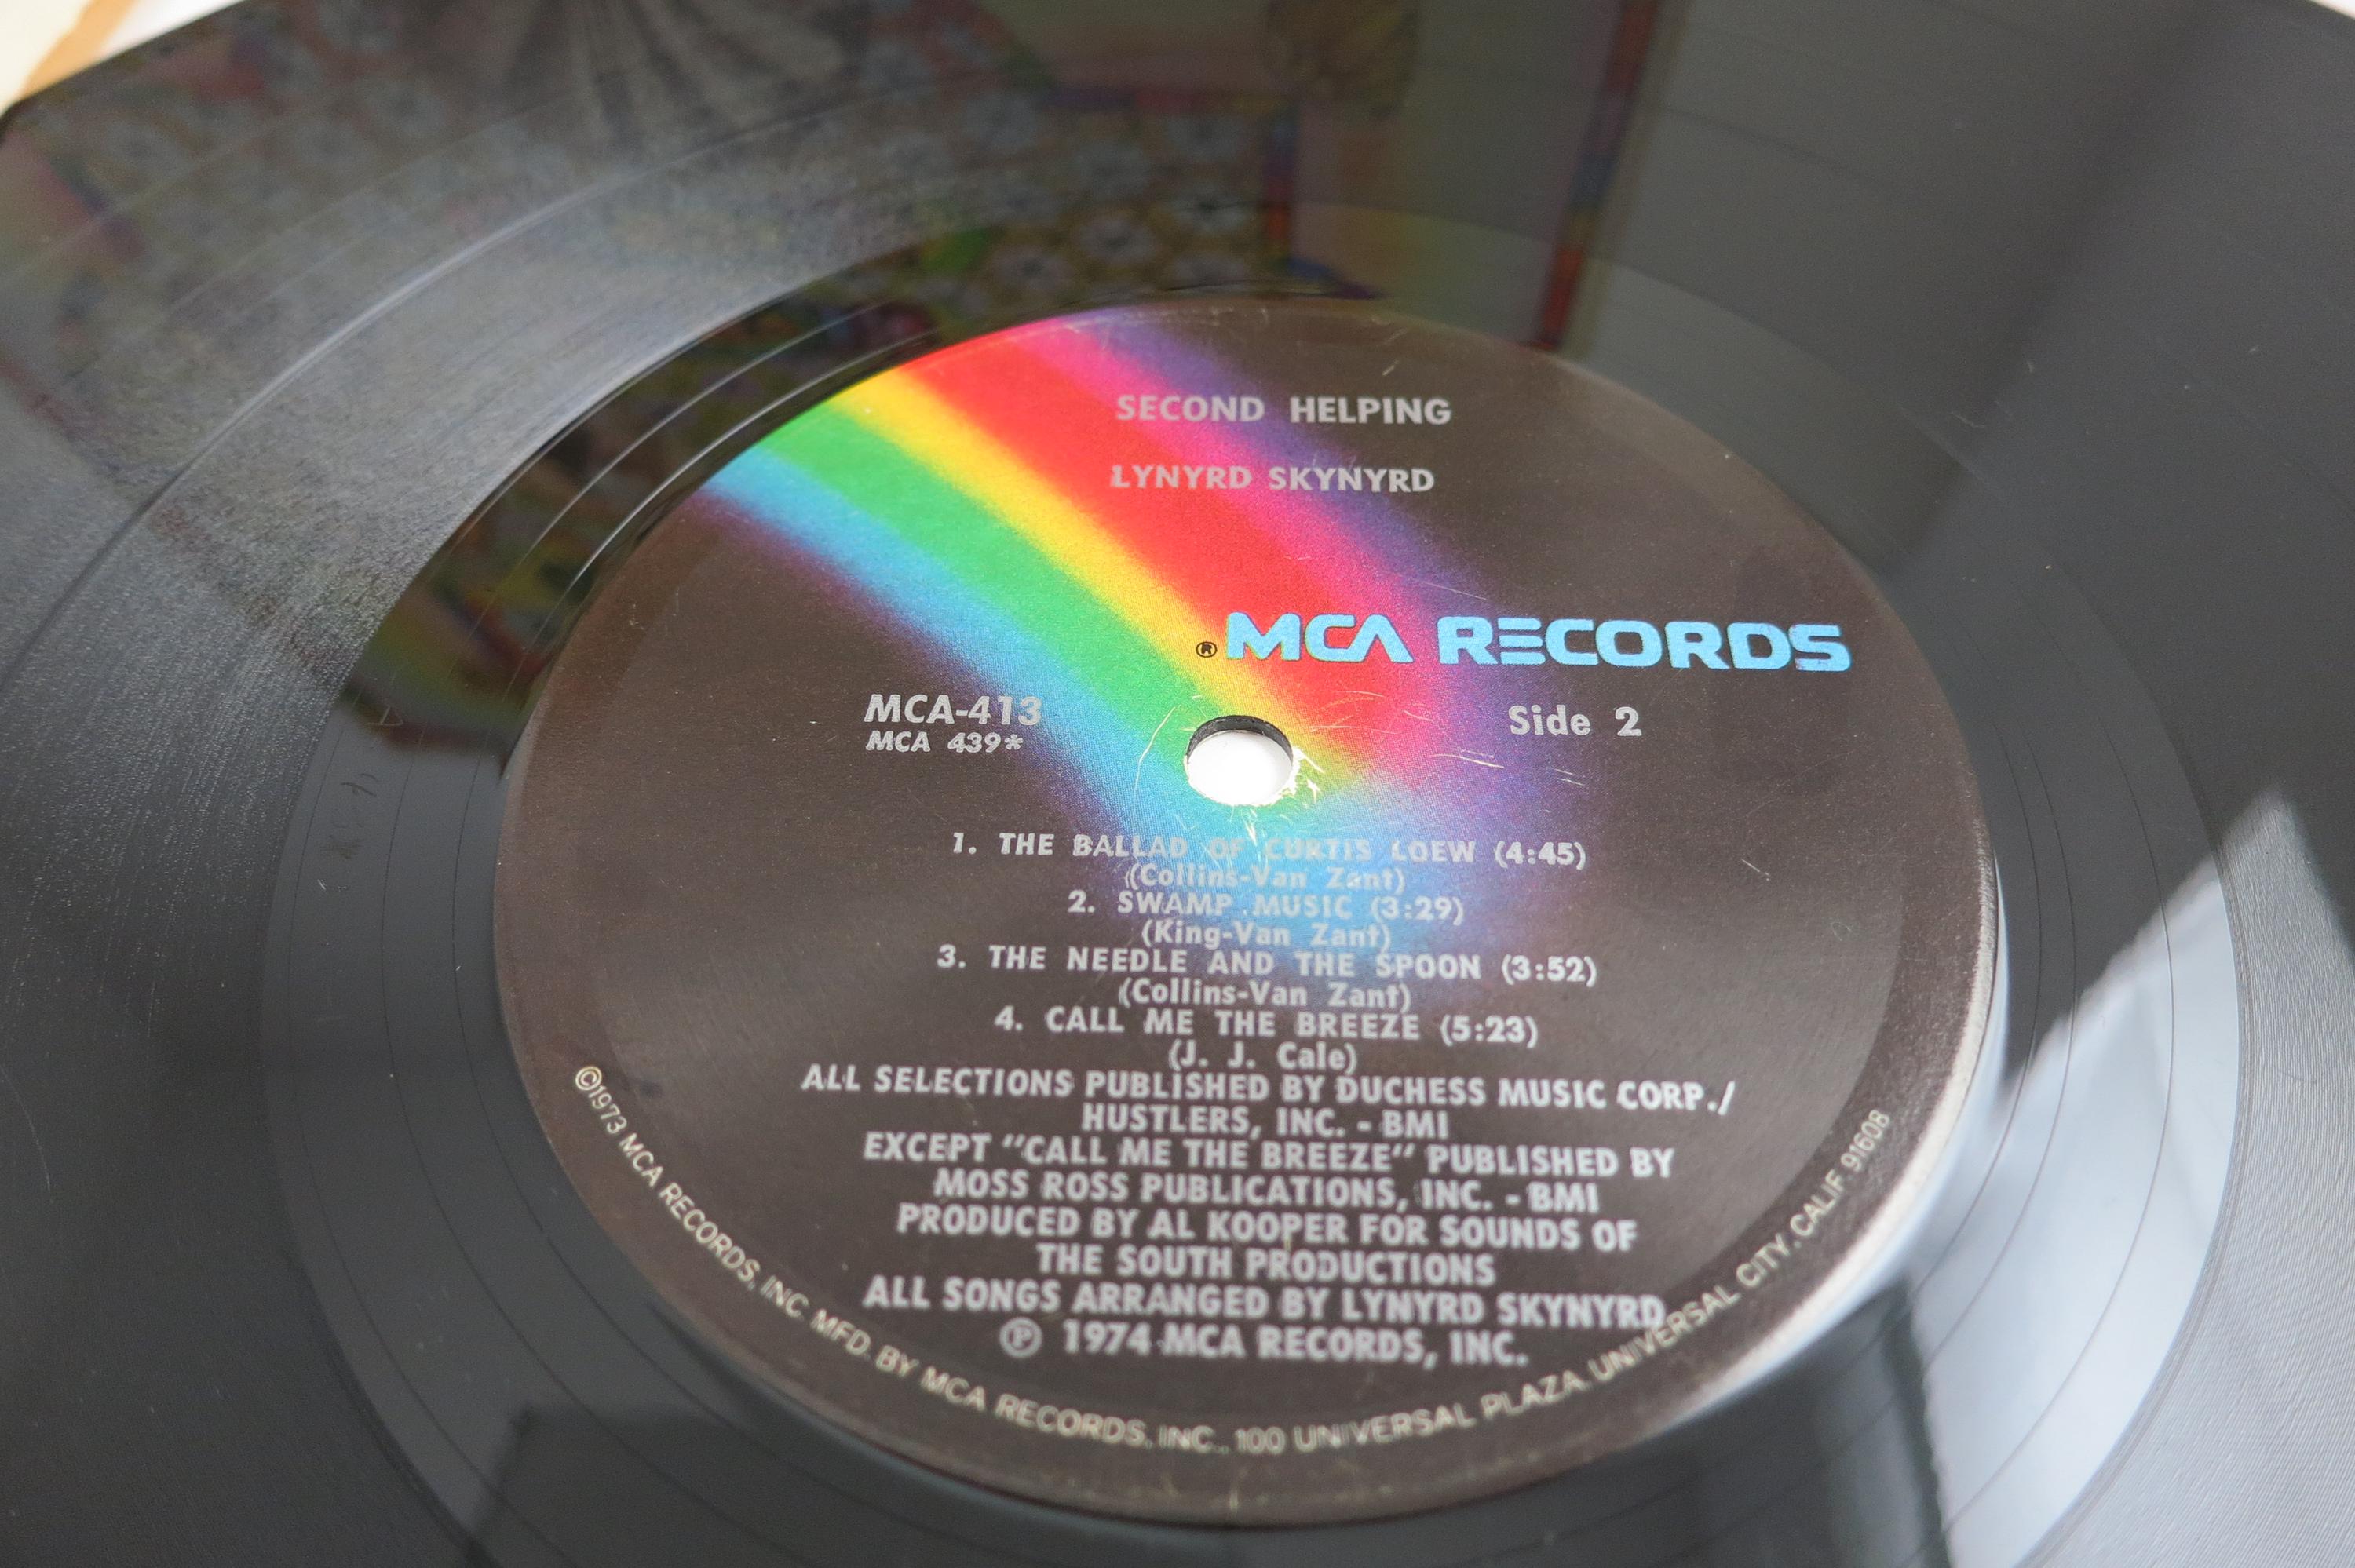 SECOND HELPING
LYNYRD SKYNYRD
®MCA RECORDS
MCA-413
MCA 439*
Side 2
1. THE BALLAD OF CURTIS LOEW (4:45)
(Collins-Van Zant)
2. SWAMP MUSIC (3:29)
(King-Van Zant)
3. THE NEEDLE AND THE SPOON (3:52)
(Collins-Van Zant)
4. CALL ME THE BREEZE (5:23)
(J. J. Cale)
ALL SELECTIONS PUBLISHED BY DUCHESS MUSIC CORP./
HUSTLERS, INC. - BMI
EXCEPT "CALL ME THE BREEZE" PUBLISHED BY
MOSS ROSS PUBLICATIONS, INC. - BMI
PRODUCED BY AL KOOPER FOR SOUNDS OF
THE SOUTH PRODUCTIONS
ALL SONGS ARRANGED BY LYNYRD SKYNYRD
℗ 1974 MCA RECORDS, INC.
©1973 MCA RECORDS, INC. MFD. BY MCA RECORDS, INC., 100 UNIVERSAL PLAZA, UNIVERSAL CITY, CALIF. 91608